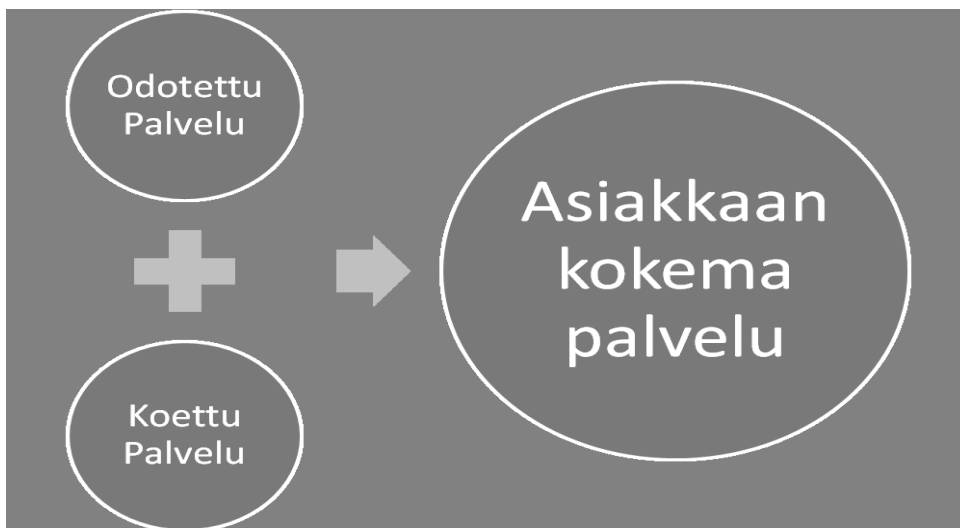 Odotettu
Palvelu
Koettu
Palvelu
Asiakkaan
kokema
palvelu